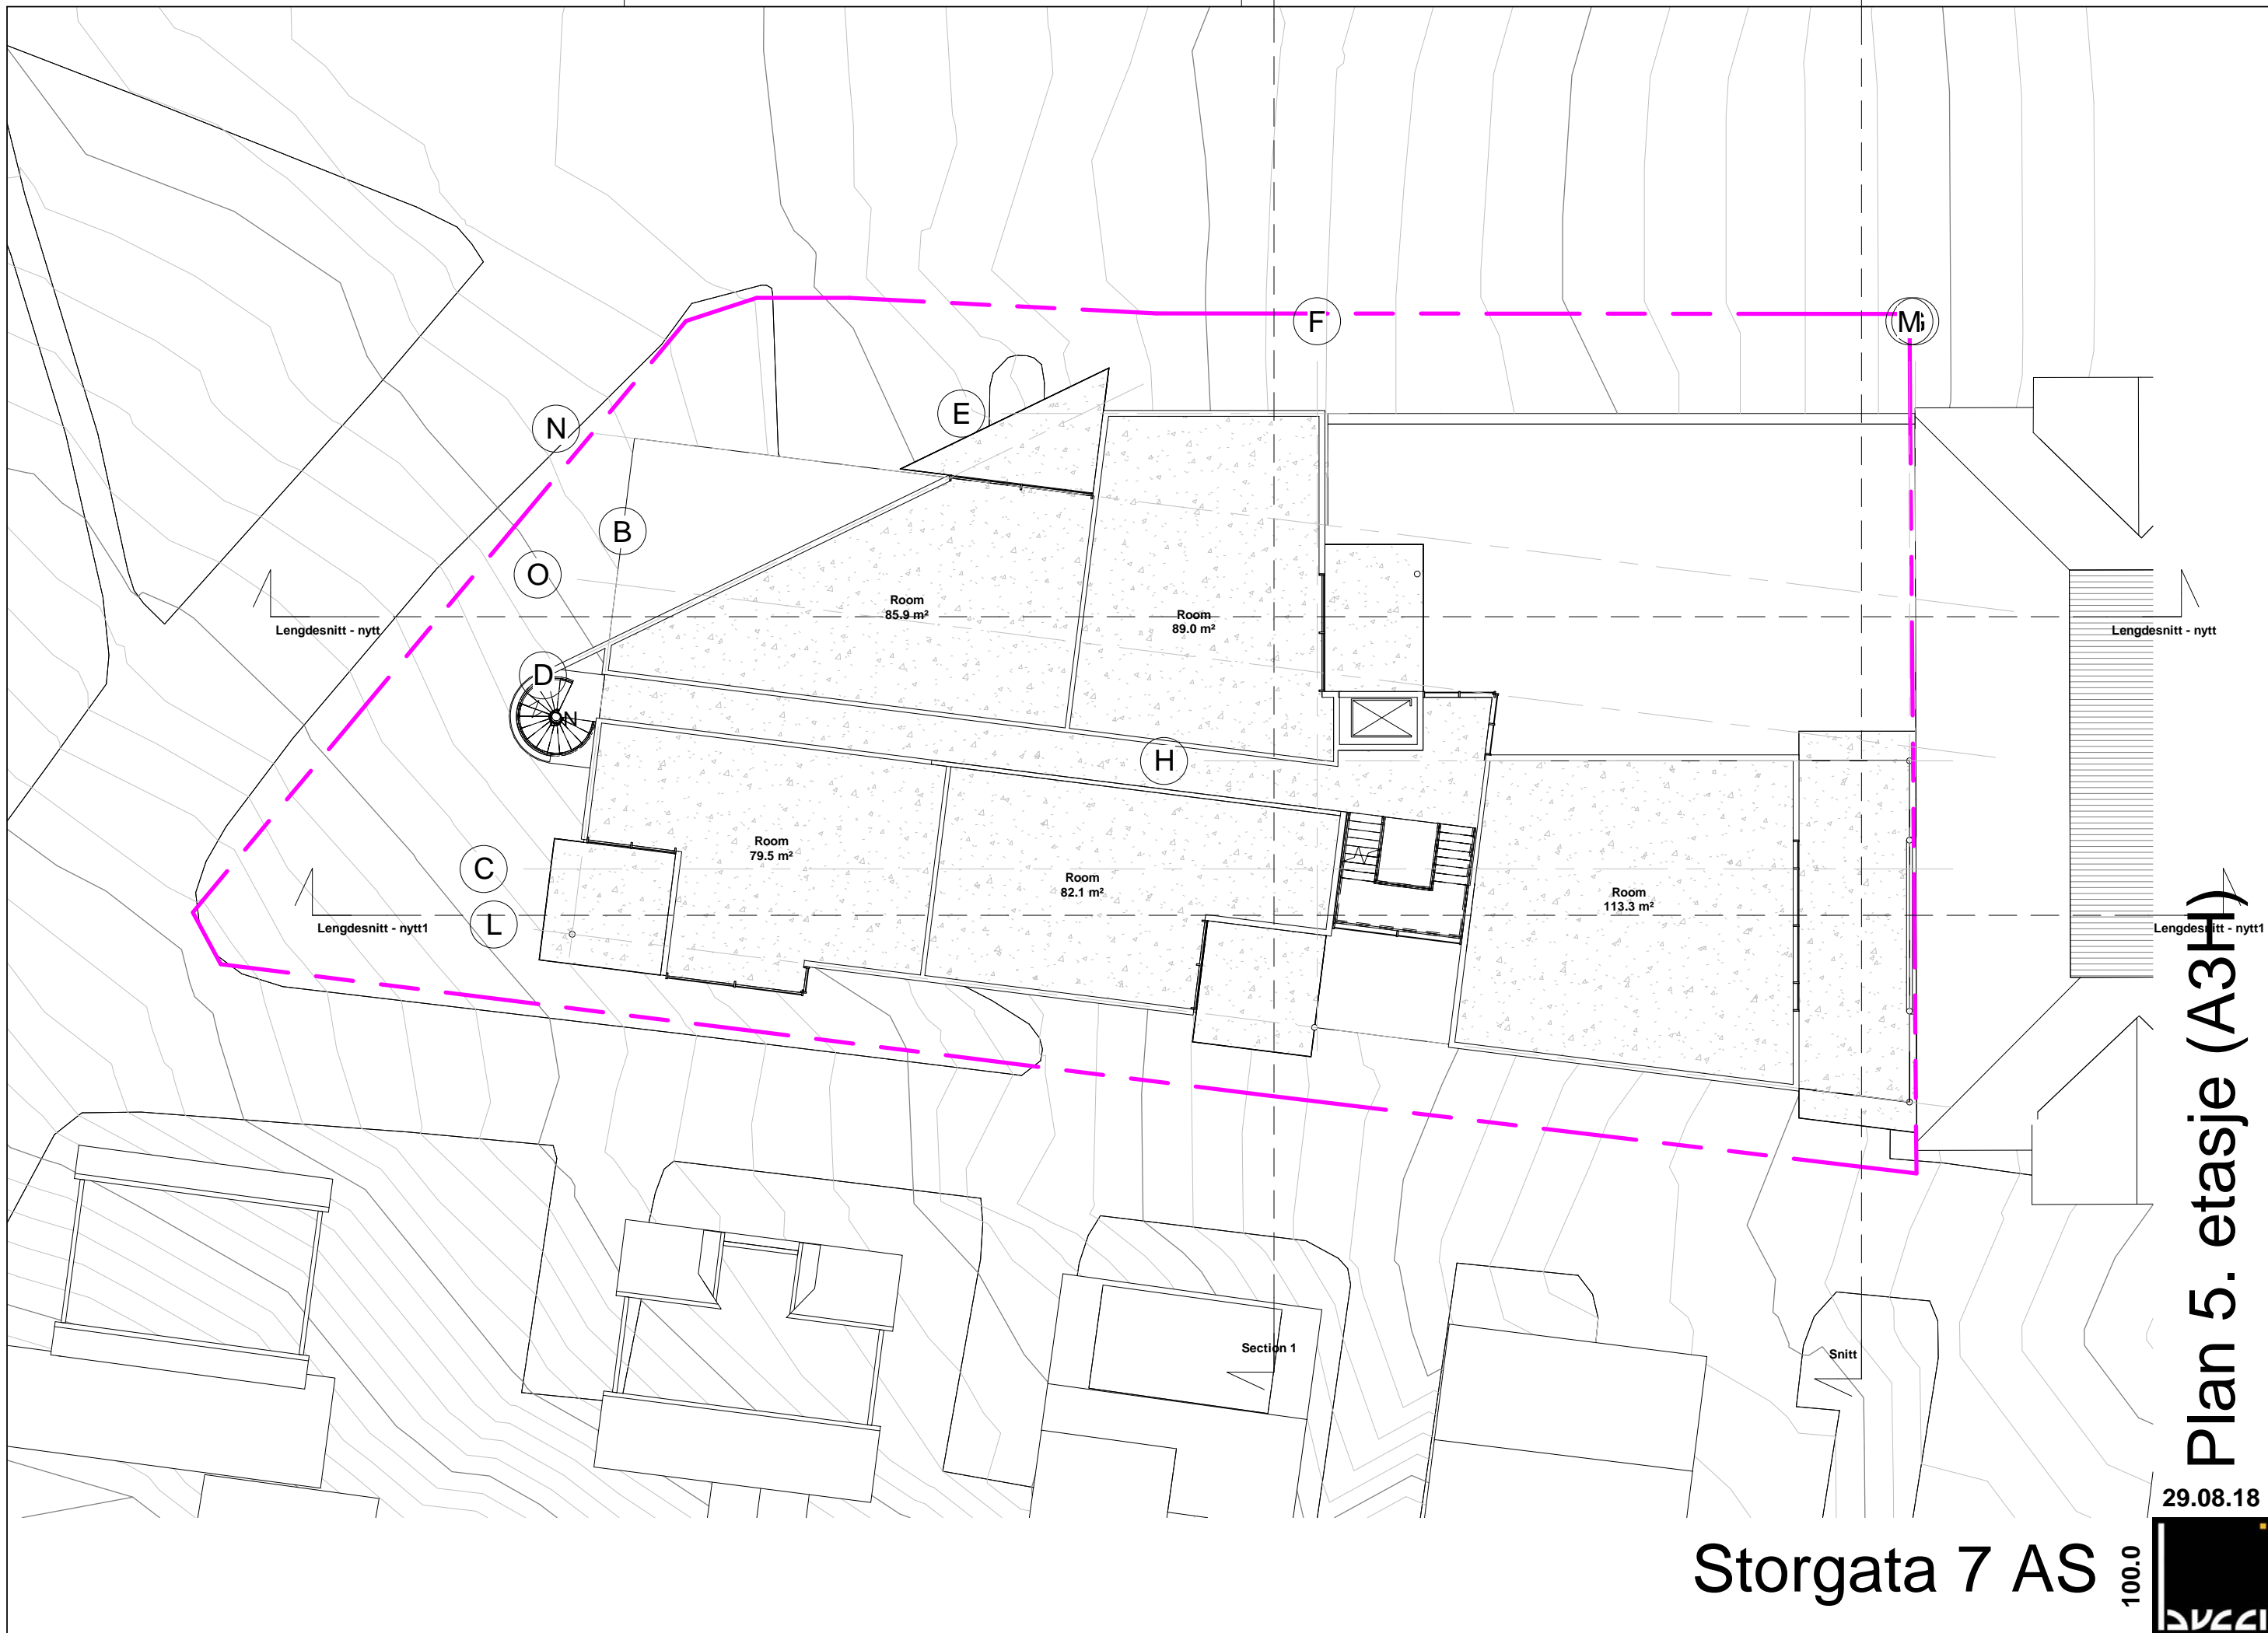 F
M
E
N
B
O
Room
85.9 m²
Room
89.0 m²
Lengdesnitt - nytt
Lengdesnitt - nytt
D
N
H
Room
79.5 m²
C
Room
82.1 m²
Room
113.3 m²
L
Lengdesnitt - nytt1
Lengdesnitt - nytt1
Section 1
Snitt
Plan 5. etasje (A3H)
29.08.18
Storgata 7 AS
100.0